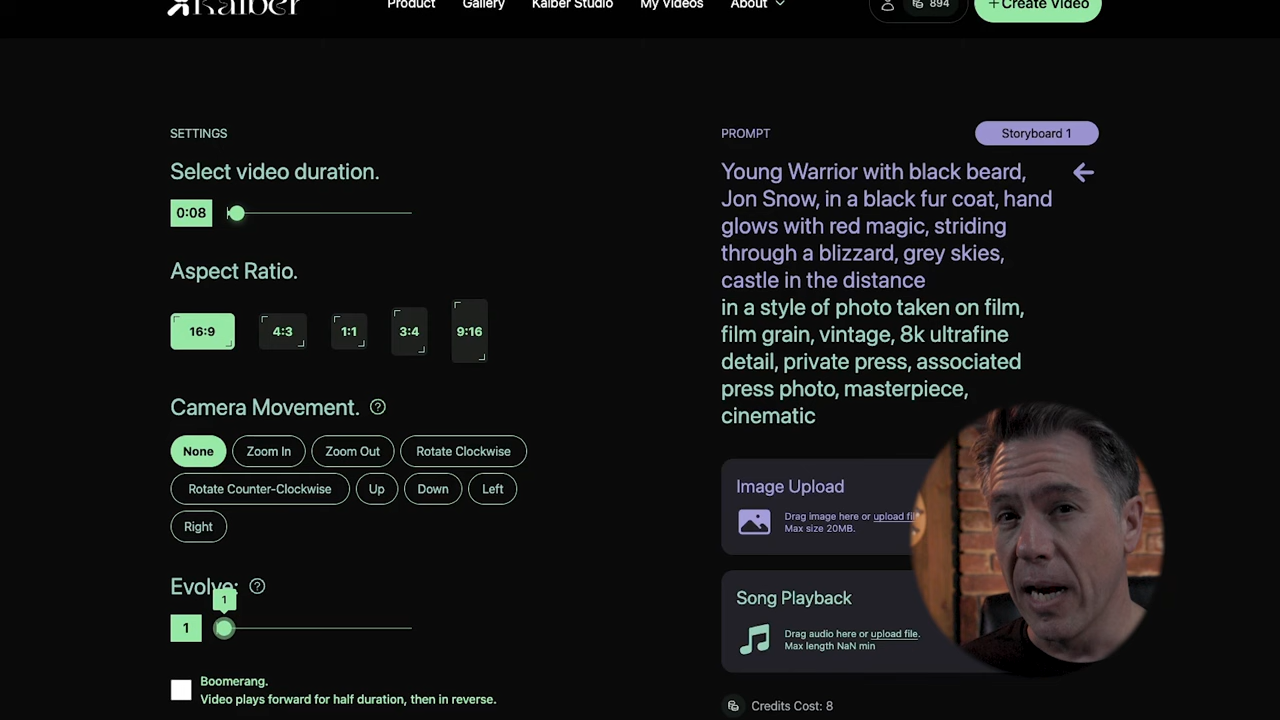 Kaiber
Product
Gallery
Kaiber Studio
My Videos
About
894
+Create Video
SETTINGS
Select video duration.
0:08
Aspect Ratio.
16:9
4:3
1:1
3:4
9:16
Camera Movement.
None
Zoom In
Zoom Out
Rotate Clockwise
Rotate Counter-Clockwise
Up
Down
Left
Right
Evolve:
1
1
Boomerang.
Video plays forward for half duration, then in reverse.
PROMPT
Storyboard 1
Young Warrior with black beard,
Jon Snow, in a black fur coat, hand
glows with red magic, striding
through a blizzard, grey skies,
castle in the distance
in a style of photo taken on film,
film grain, vintage, 8k ultrafine
detail, private press, associated
press photo, masterpiece,
cinematic
Image Upload
Drag image here or upload fil
Max size 20MB.
Song Playback
Drag audio here or upload file.
Max length NaN min
Credits Cost: 8